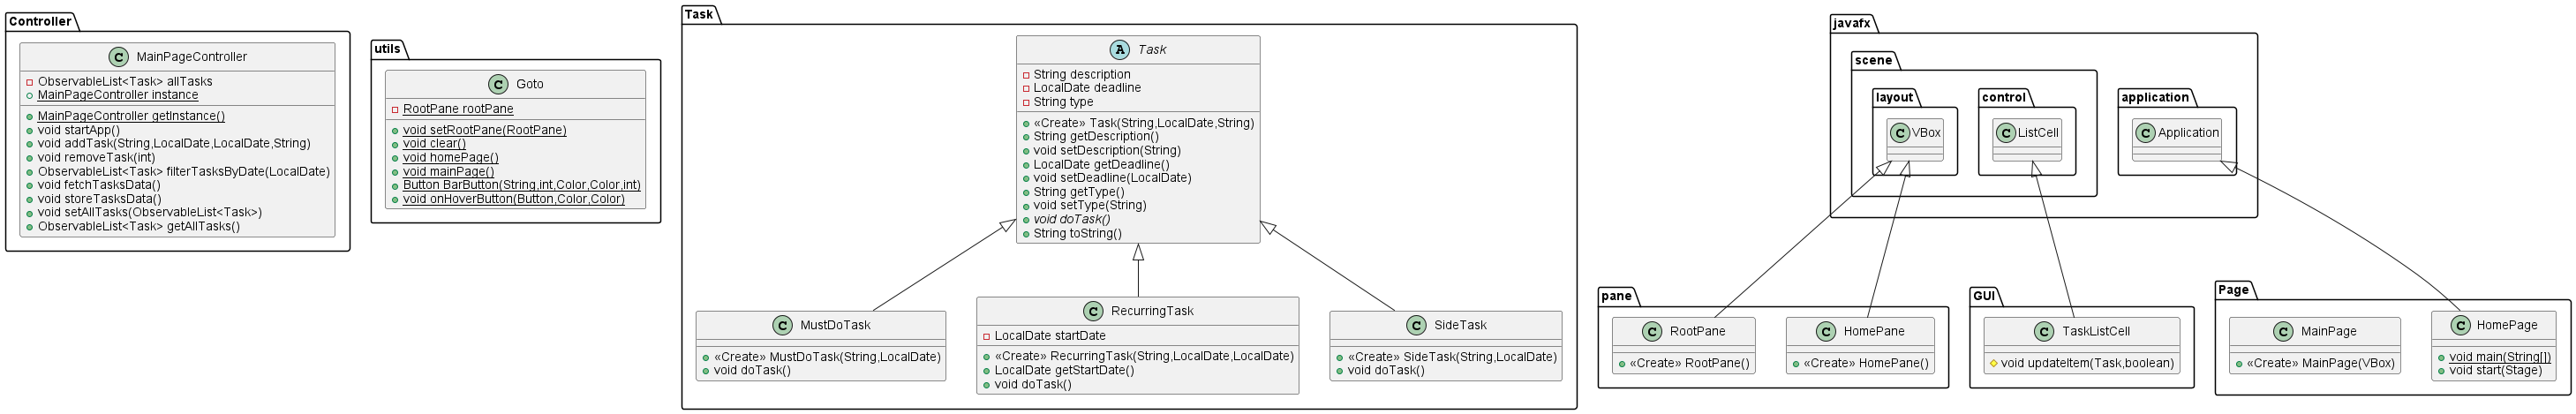 Controller
C MainPageController
ObservableList<Task> allTasks
MainPageController instance
MainPageController getInstance()
void startApp()
void addTask(String,LocalDate,LocalDate,String)
void removeTask(int)
ObservableList<Task> filterTasksByDate(LocalDate)
void fetchTasksData()
void storeTasksData()
void setAllTasks(ObservableList<Task>)
ObservableList<Task> getAllTasks()
utils
C Goto
RootPane rootPane
void setRootPane(RootPane)
void clear()
void homePage()
void mainPage()
Button BarButton(String,int,Color,Color,int)
void onHoverButton(Button,Color,Color)
Task
A Task
String description
LocalDate deadline
String type
«Create» Task(String,LocalDate,String)
String getDescription()
void setDescription(String)
LocalDate getDeadline()
void setDeadline(LocalDate)
String getType()
void setType(String)
void doTask()
String toString()
C MustDoTask
«Create» MustDoTask(String,LocalDate)
void doTask()
C RecurringTask
LocalDate startDate
«Create» RecurringTask(String,LocalDate,LocalDate)
LocalDate getStartDate()
void doTask()
C SideTask
«Create» SideTask(String,LocalDate)
void doTask()
javafx
scene
layout
C VBox
control
C ListCell
application
C Application
pane
C RootPane
«Create» RootPane()
C HomePane
«Create» HomePane()
GUI
C TaskListCell
void updateItem(Task,boolean)
Page
C MainPage
«Create» MainPage(VBox)
C HomePage
void main(String[])
void start(Stage)